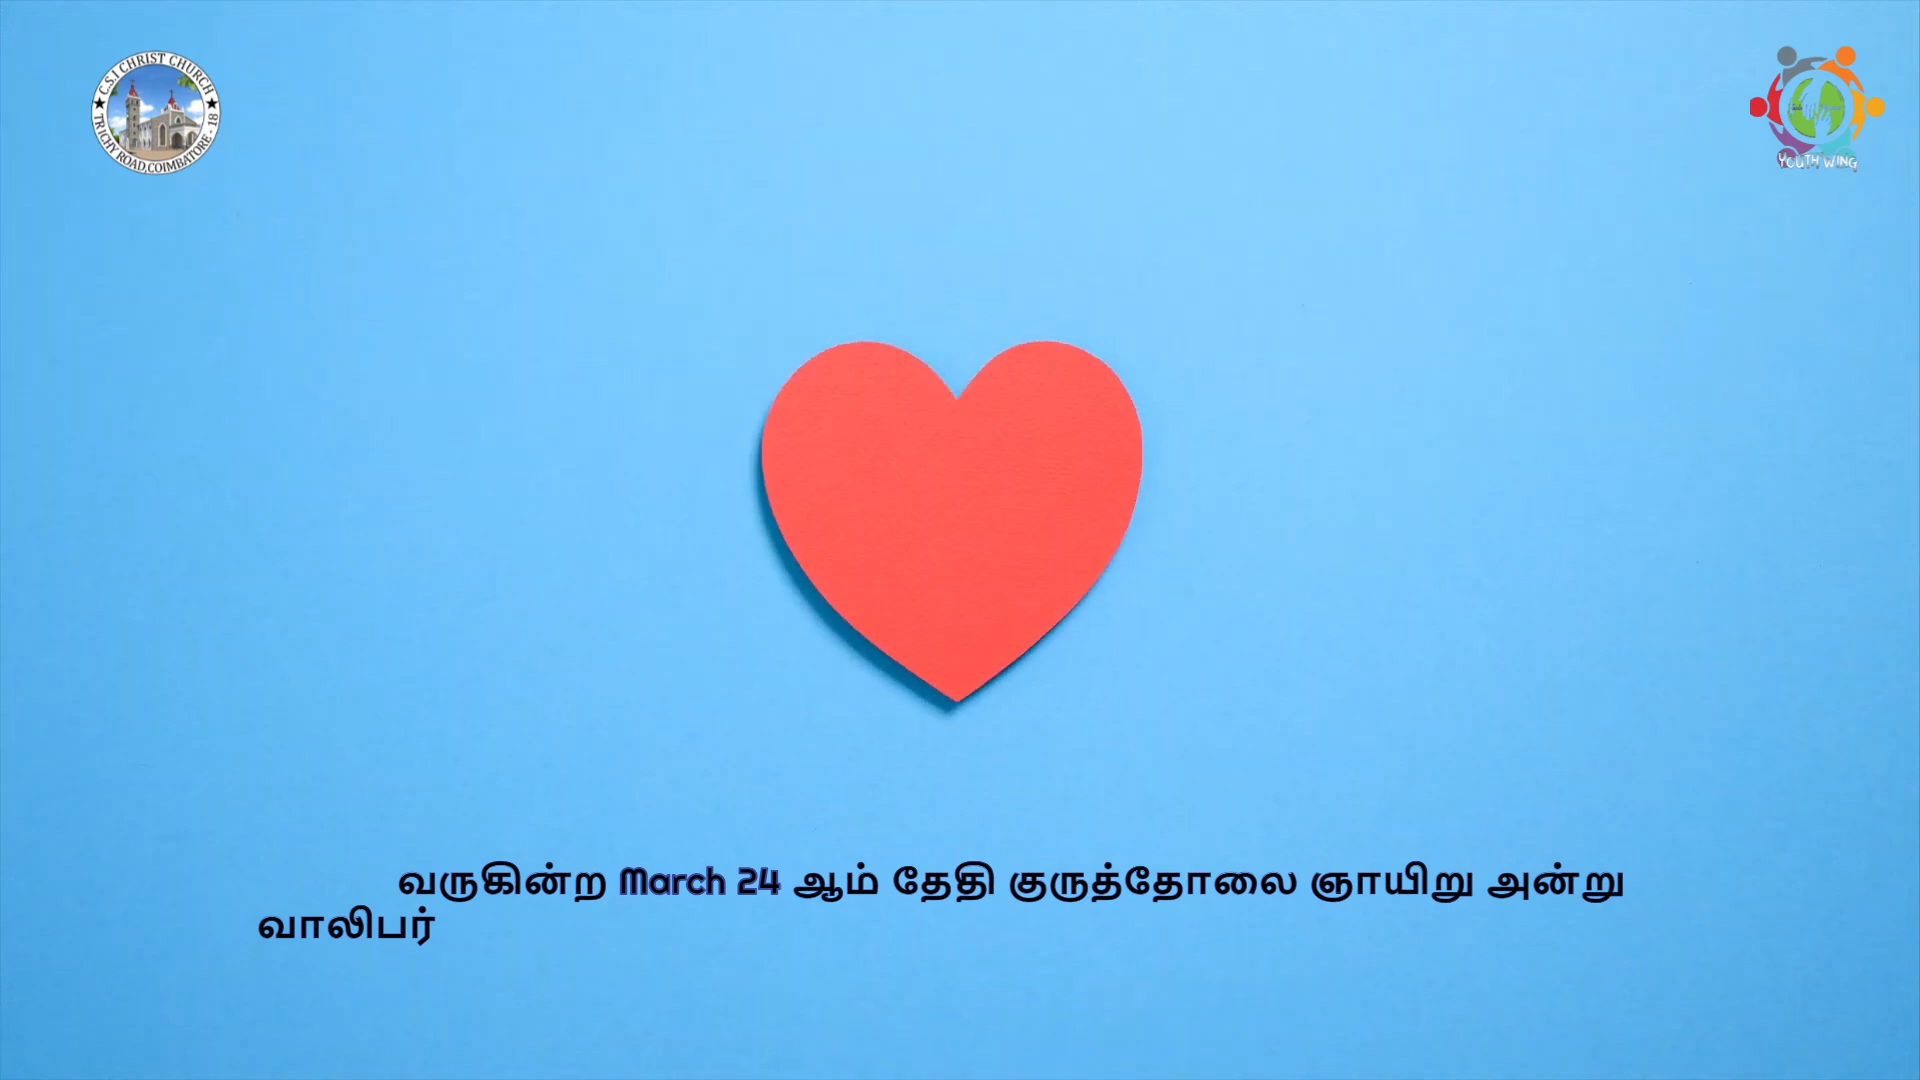 C.S.I CHRIST CHURCH
TRICHY ROAD,COIMBATORE - 18
YOUTH WING
வருகின்ற March 24 ஆம் தேதி குருத்தோலை ஞாயிறு அன்று
வாலிபர்